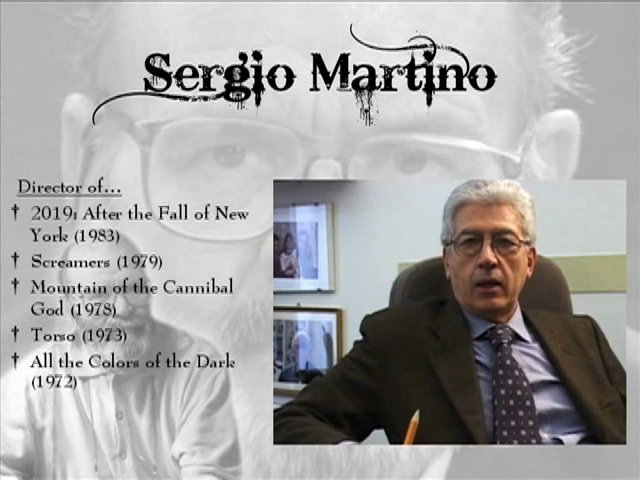 Sergio Martino
Director of...
† 2019: After the Fall of New
York (1983)
† Screamers (1979)
† Mountain of the Cannibal
God (1978)
† Torso (1973)
† All the Colors of the Dark
(1972)